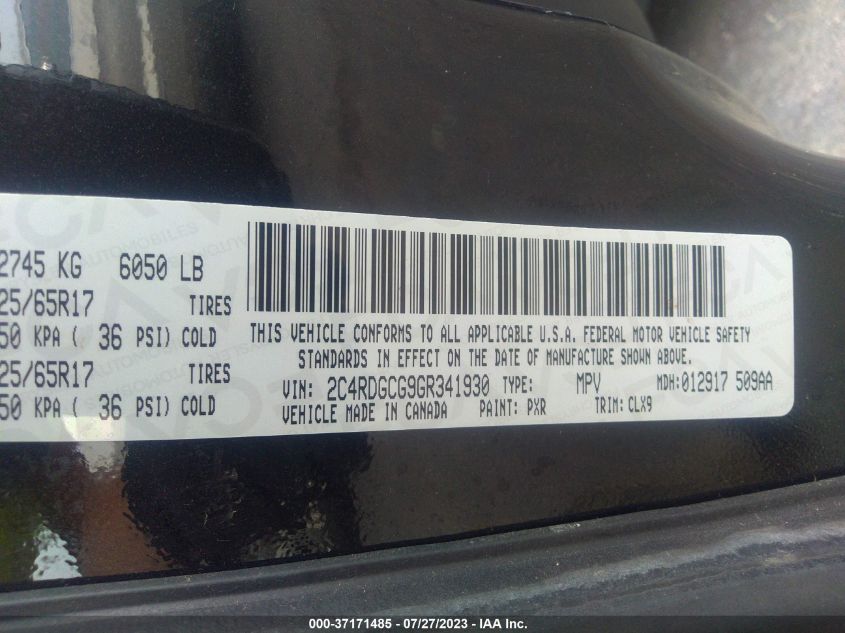 2745 KG 6050 LB
25/65R17 TIRES
50 KPA ( 36 PSI) COLD
25/65R17 TIRES
50 KPA ( 36 PSI) COLD
THIS VEHICLE CONFORMS TO ALL APPLICABLE U.S.A. FEDERAL MOTOR VEHICLE SAFETY
STANDARDS IN EFFECT ON THE DATE OF MANUFACTURE SHOWN ABOVE.
VIN: 2C4RDGCG9GR341930 TYPE: MPV MDH:012917 509AA
VEHICLE MADE IN CANADA PAINT: PXR TRIM: CLX9
000-37171485 - 07/27/2023 - IAA Inc.